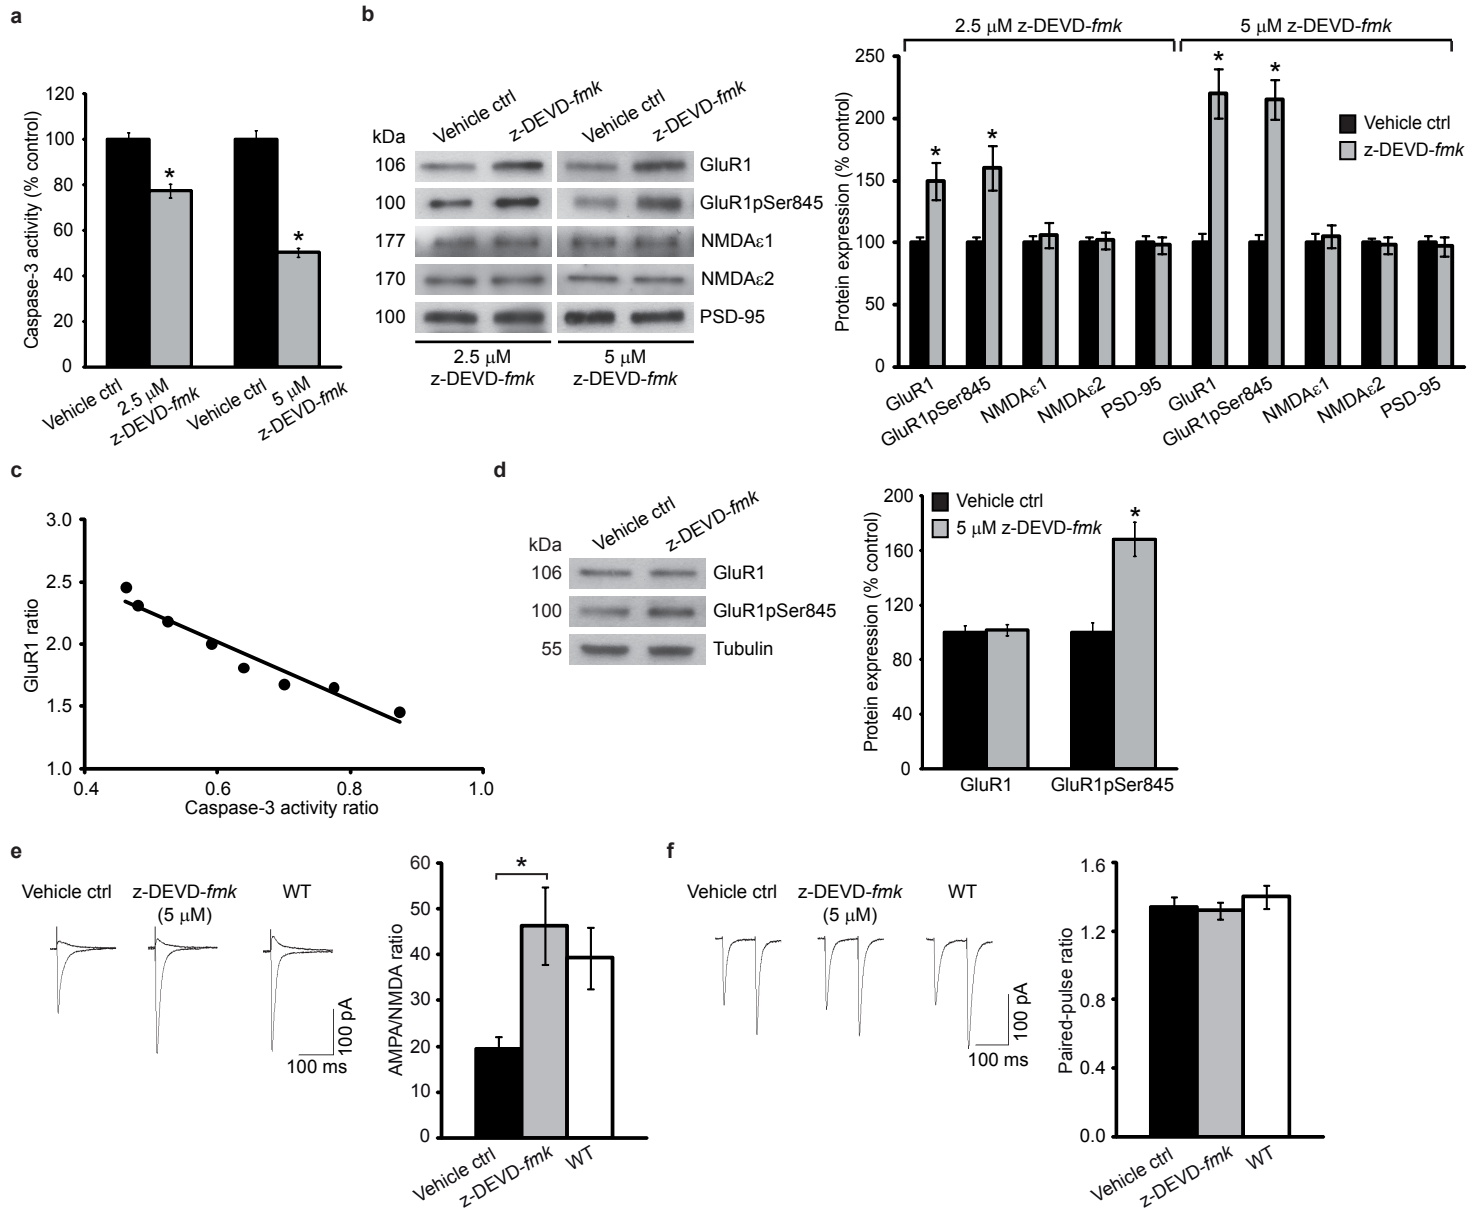 a
Caspase-3 activity (% control)
120
100
80
60
40
20
0
*
*
Vehicle ctrl
2.5 μM
z-DEVD-fmk
Vehicle ctrl
5 μM
z-DEVD-fmk
b
kDa
Vehicle ctrl
z-DEVD-fmk
Vehicle ctrl
z-DEVD-fmk
106 GluR1
100 GluR1pSer845
177 NMDAε1
170 NMDAε2
100 PSD-95
2.5 μM
z-DEVD-fmk
5 μM
z-DEVD-fmk
2.5 μM z-DEVD-fmk
5 μM z-DEVD-fmk
Protein expression (% control)
250
200
150
100
50
0
*
*
*
*
Vehicle ctrl
z-DEVD-fmk
GluR1
GluR1pSer845
NMDAε1
NMDAε2
PSD-95
GluR1
GluR1pSer845
NMDAε1
NMDAε2
PSD-95
c
GluR1 ratio
3.0
2.5
2.0
1.5
1.0
0.4 0.6 0.8 1.0
Caspase-3 activity ratio
d
kDa
Vehicle ctrl
z-DEVD-fmk
106 GluR1
100 GluR1pSer845
55 Tubulin
Protein expression (% control)
200
160
120
80
40
0
Vehicle ctrl
5 μM z-DEVD-fmk
*
GluR1 GluR1pSer845
e
Vehicle ctrl
z-DEVD-fmk
(5 μM)
WT
100 pA
100 ms
AMPA/NMDA ratio
60
50
40
30
20
10
0
*
Vehicle ctrl
z-DEVD-fmk
WT
f
Vehicle ctrl
z-DEVD-fmk
(5 μM)
WT
100 pA
100 ms
Paired-pulse ratio
1.6
1.2
0.8
0.4
0.0
Vehicle ctrl
z-DEVD-fmk
WT